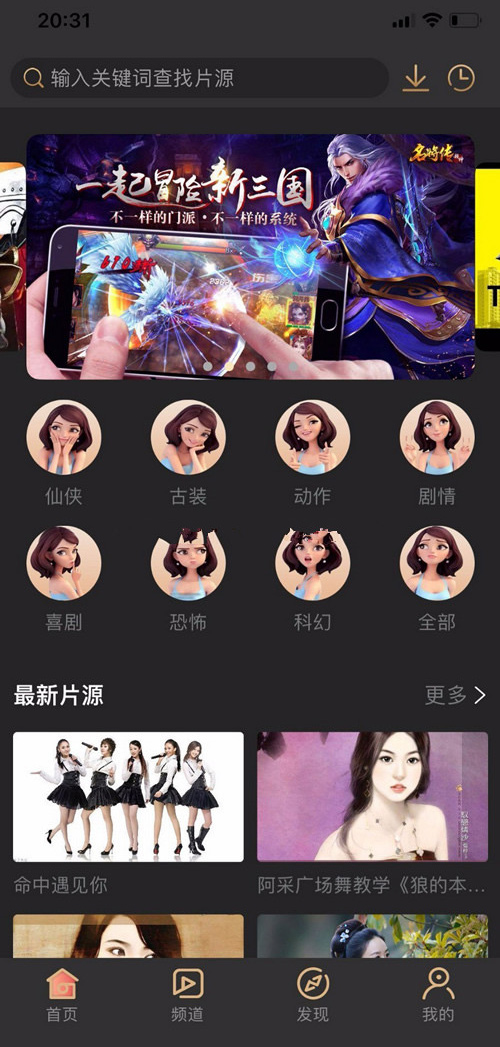 20:31
输入关键词查找片源
名将传
一起冒险新三国
不一样的门派·不一样的系统
仙侠
古装
动作
剧情
喜剧
恐怖
科幻
全部
最新片源
更多
命中遇见你
阿采广场舞教学《狼的本...
首页
频道
发现
我的